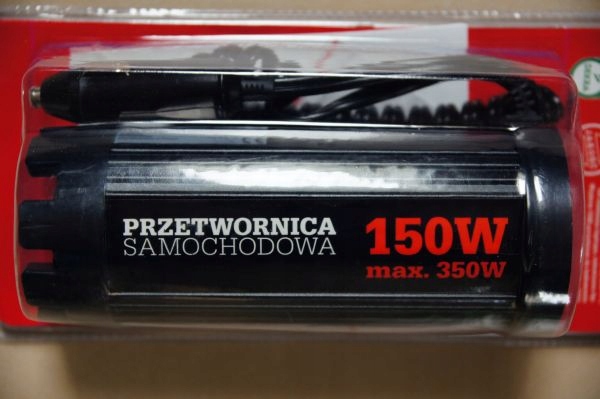 PRZETWORNICA
SAMOCHODOWA
150W
max. 350W